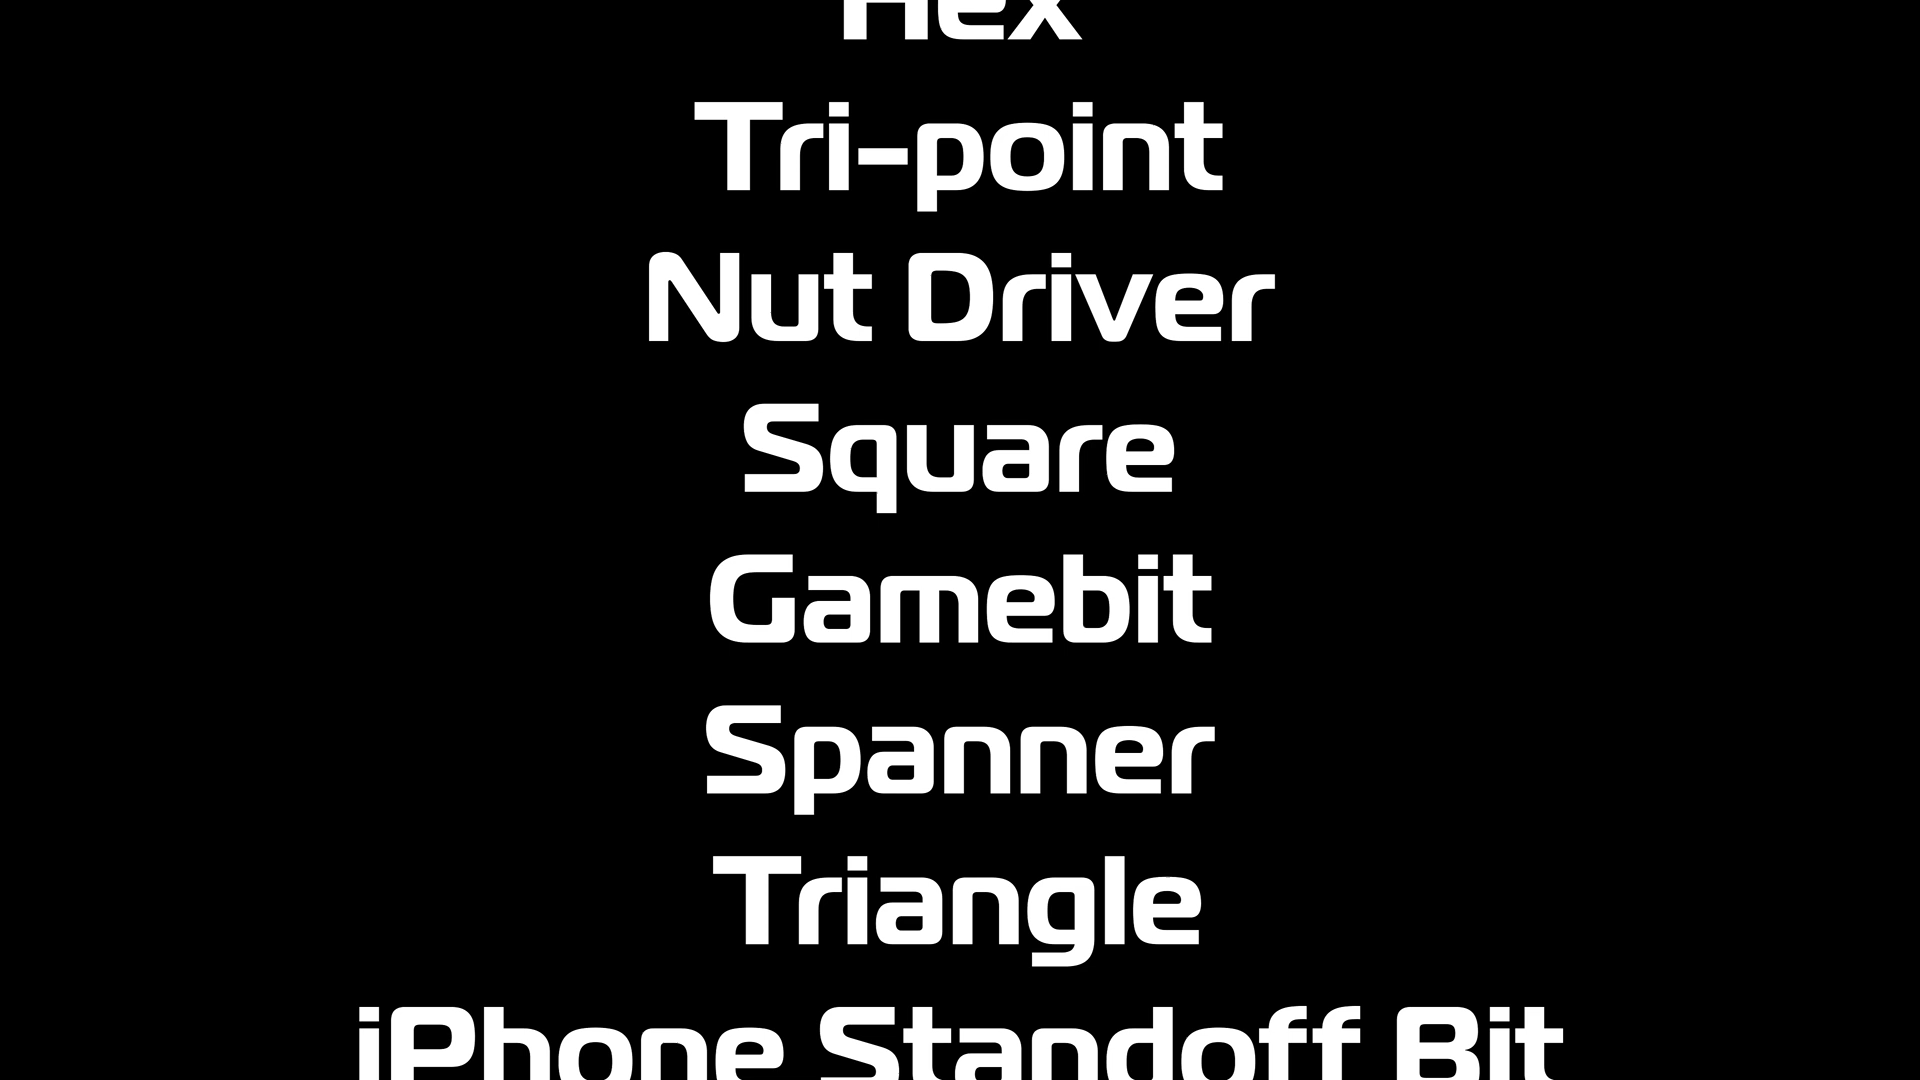 Hex
Tri-point
Nut Driver
Square
Gamebit
Spanner
Triangle
iPhone Standoff Bit